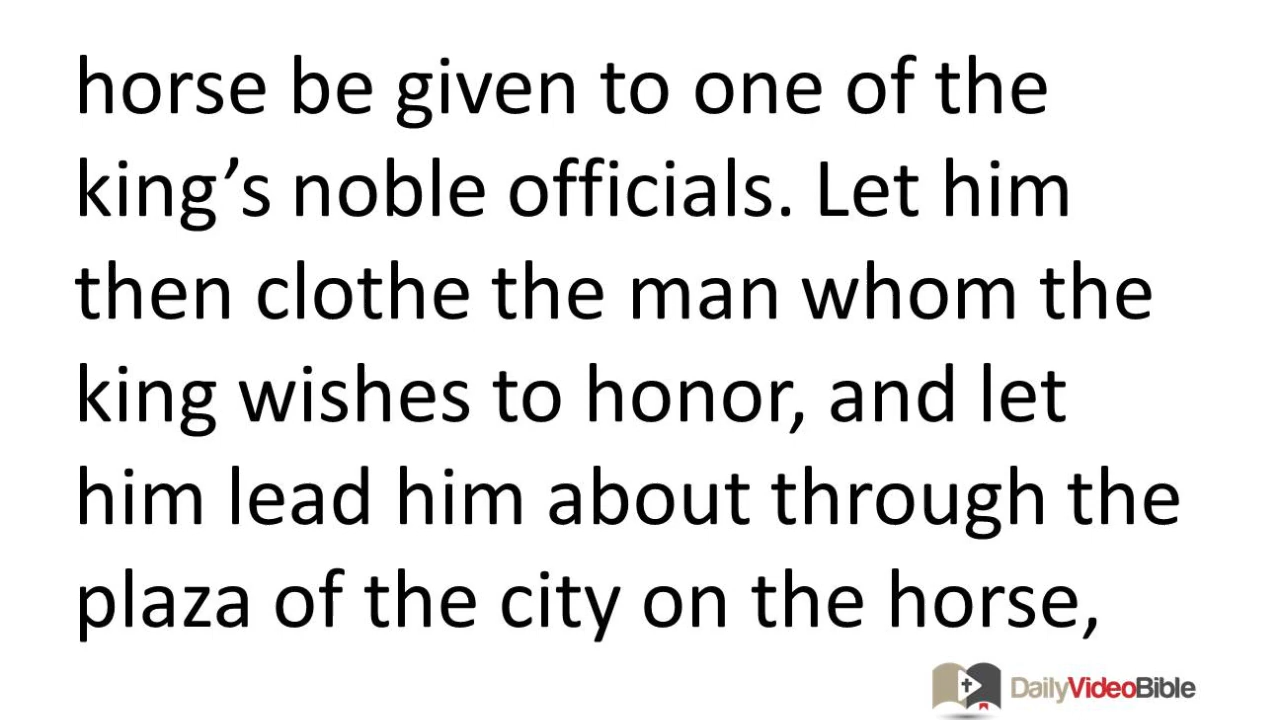 horse be given to one of the
king’s noble officials. Let him
then clothe the man whom the
king wishes to honor, and let
him lead him about through the
plaza of the city on the horse,
DailyVideoBible